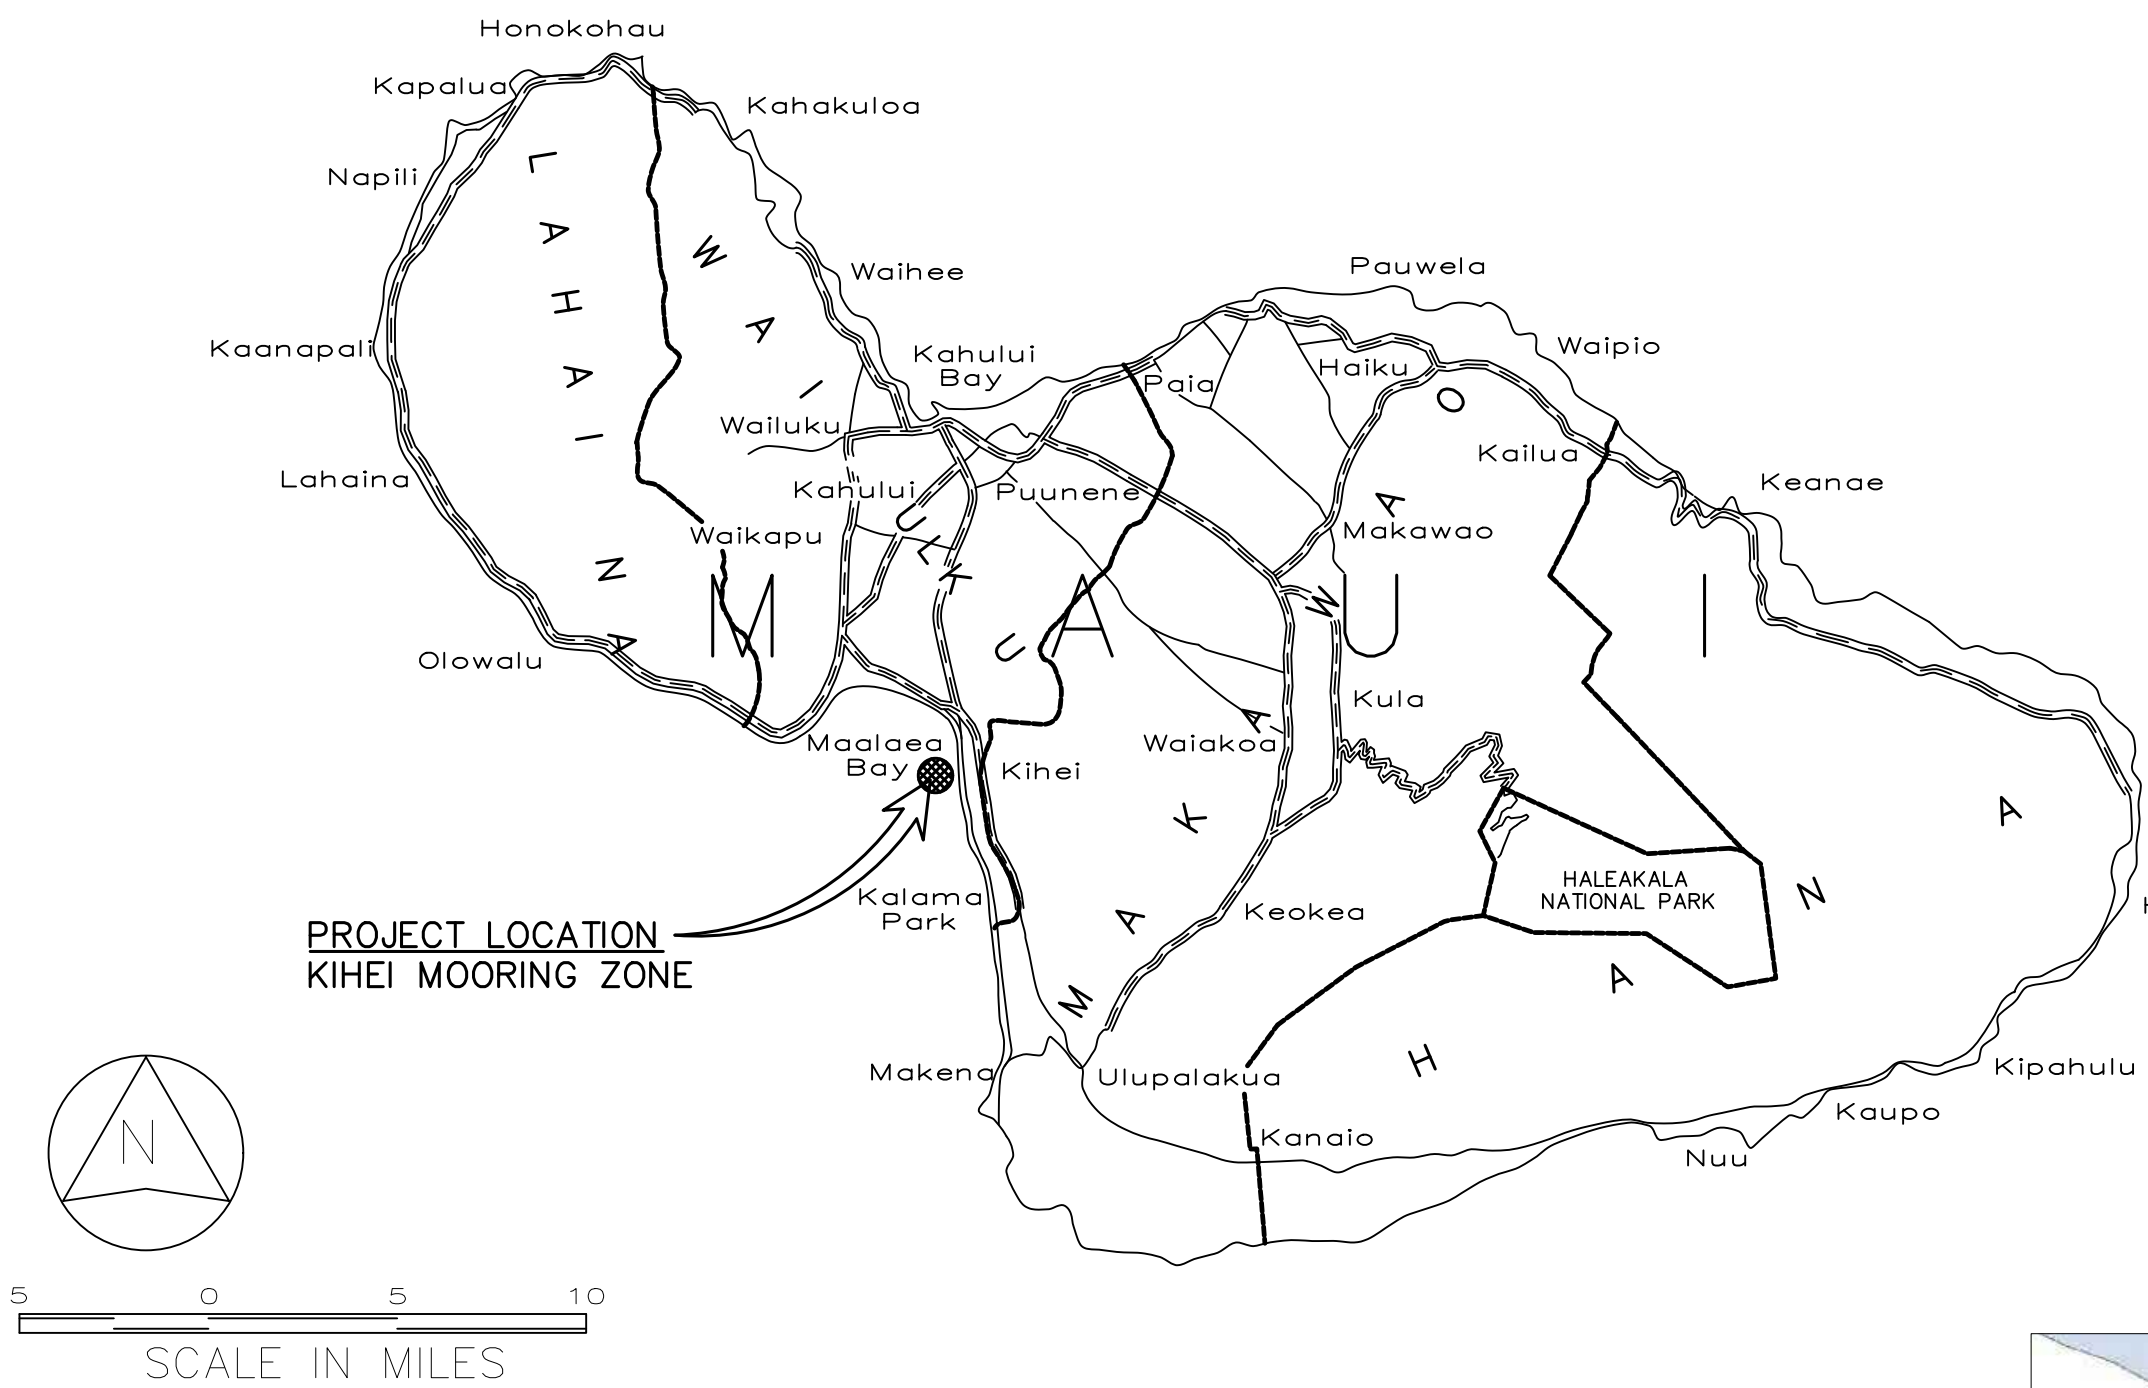 Honokohau
Kapalua
Kahakuloa
Napili
Waihee
Pauwela
Kaanapali
Kahului
Bay
Paia
Haiku
Waipio
Wailuku
Kailua
Lahaina
Kahului
Puunene
Keanae
Waikapu
Makawao
LAHAINA
WAILUKU
MAKAWAO
HANA
MAUI
Olowalu
Kula
Maalaea
Bay
Kihei
Waiakoa
HALEAKALA
NATIONAL PARK
Kalama
Park
Keokea
PROJECT LOCATION
KIHEI MOORING ZONE
Makena
Ulupalakua
Kipahulu
Kaupo
Kanaio
Nuu
N
5 0 5 10
SCALE IN MILES